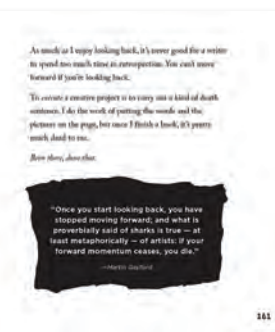 As much as I enjoy looking back, it's never good for a writer
to spend too much time in retrospection. You can't move
forward if you're looking back.
To execute a creative project is to carry out a kind of death
sentence. I do the work of putting the words and the
pictures on the page, but once I finish a book, it's pretty
much dead to me.
Been there, done that.
"Once you start looking back, you have
stopped moving forward; and what is
proverbially said of sharks is true — at
least metaphorically — of artists: if your
forward momentum ceases, you die."
—Martin Gayford
161